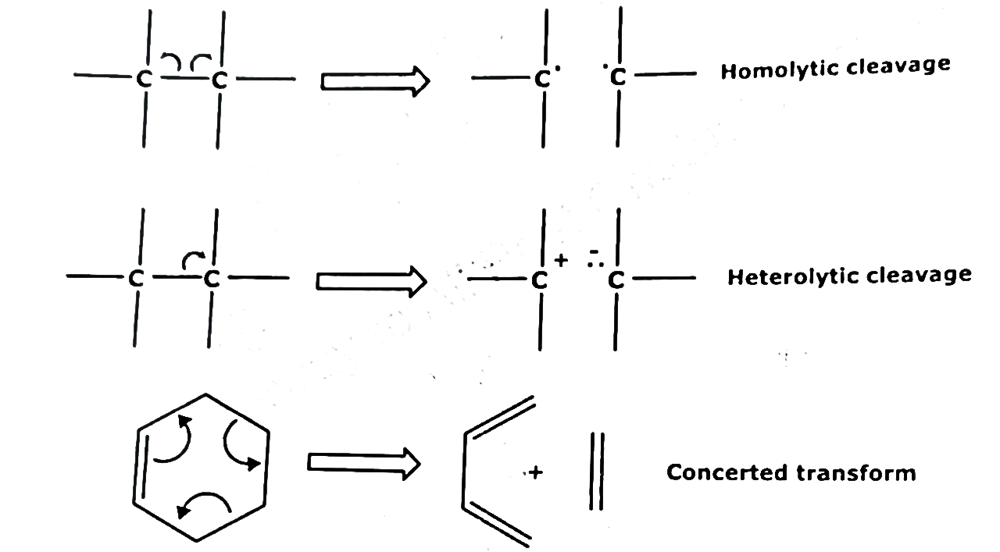 C C C· ·C Homolytic cleavage
C C C + -.. C Heterolytic cleavage
+ Concerted transform